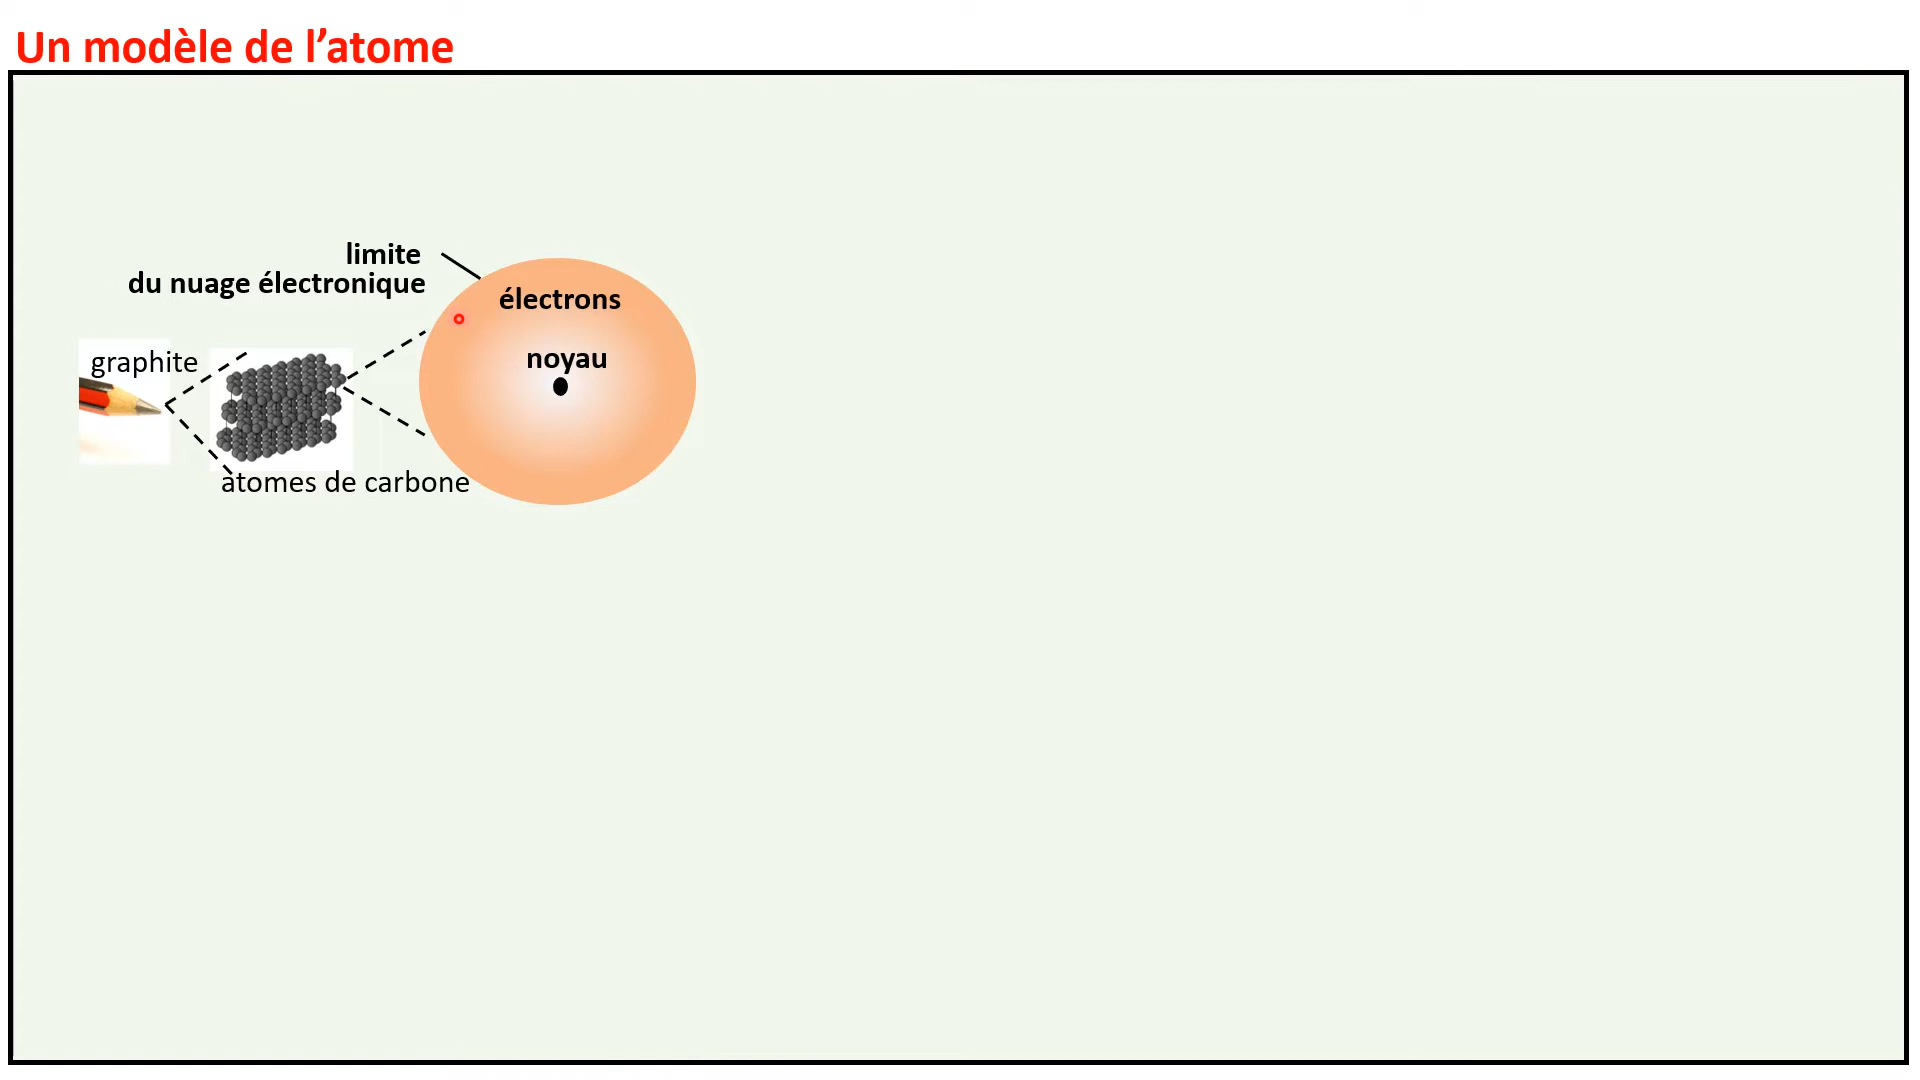 Un modèle de l’atome
limite
du nuage électronique
électrons
noyau
graphite
atomes de carbone